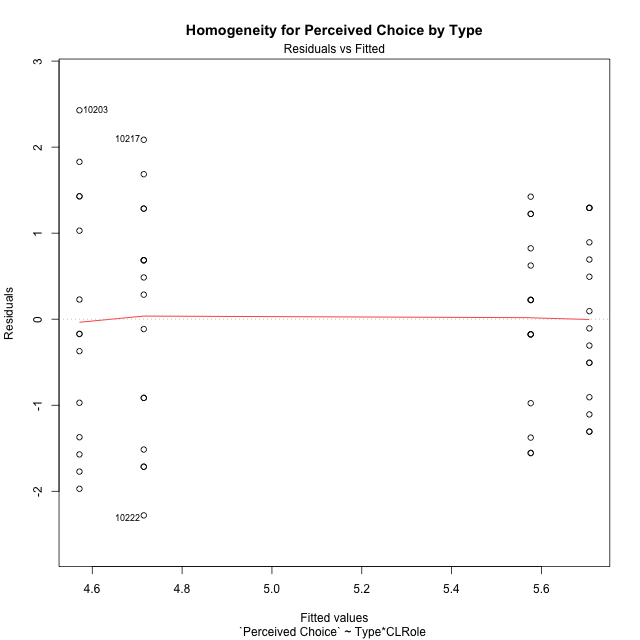 Homogeneity for Perceived Choice by Type
Residuals vs Fitted
3
2
1
0
-1
-2
Residuals
10203
10217
10222
4.6 4.8 5.0 5.2 5.4 5.6
Fitted values
`Perceived Choice` ~ Type*CLRole